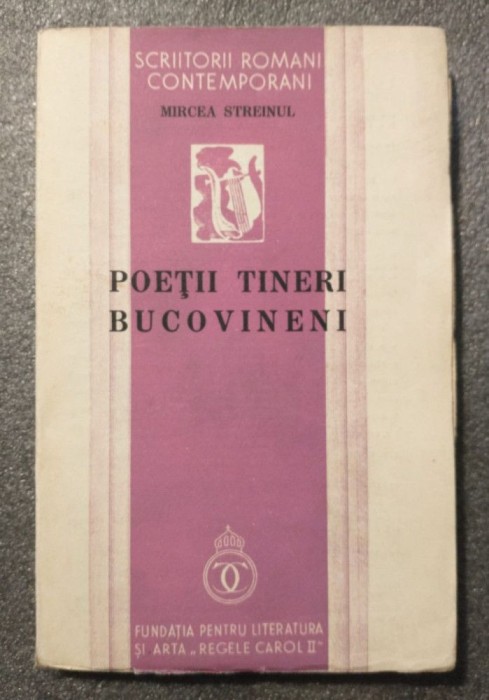 SCRIITORII ROMANI
CONTEMPORANI
MIRCEA STREINUL
POEŢII TINERI
BUCOVINENI
FUNDAŢIA PENTRU LITERATURA
ŞI ARTA „REGELE CAROL II“